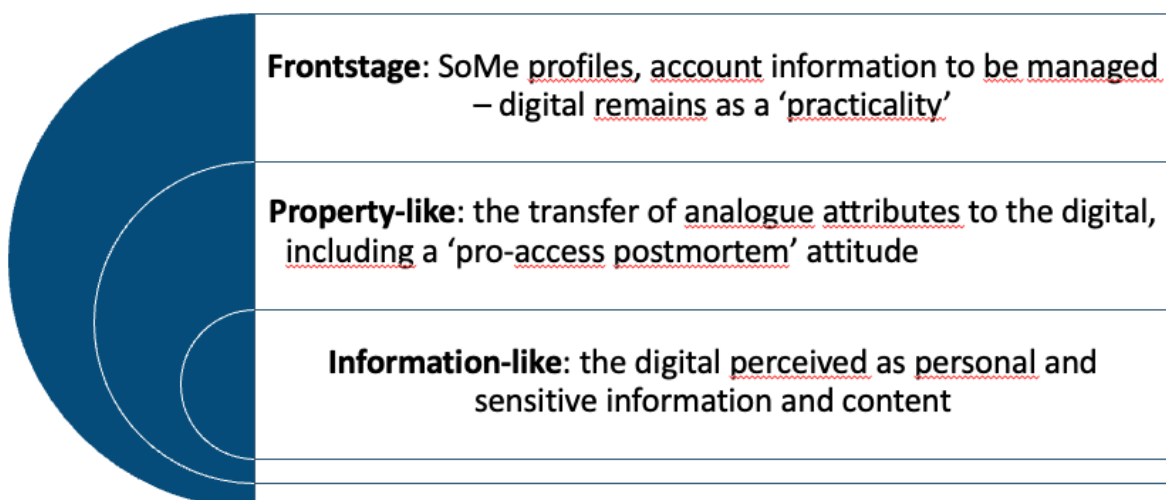 Frontstage: SoMe profiles, account information to be managed
– digital remains as a ‘practicality’
Property-like: the transfer of analogue attributes to the digital,
including a ‘pro-access postmortem’ attitude
Information-like: the digital perceived as personal and
sensitive information and content